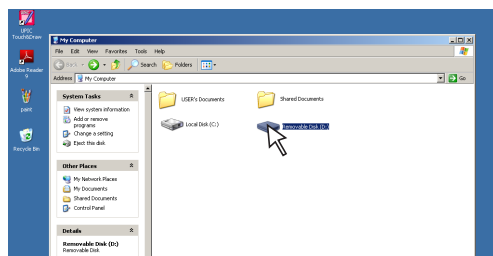 UPIC
Touch&Draw
Adobe Reader
9
paint
Recycle Bin
My Computer
File Edit View Favorites Tools Help
Back Search Folders
Address My Computer Go
System Tasks
View system information
Add or remove
programs
Change a setting
Eject this disk
Other Places
My Network Places
My Documents
Shared Documents
Control Panel
Details
Removable Disk (D:)
Removable Disk
USER's Documents
Shared Documents
Local Disk (C:)
Removable Disk (D:)